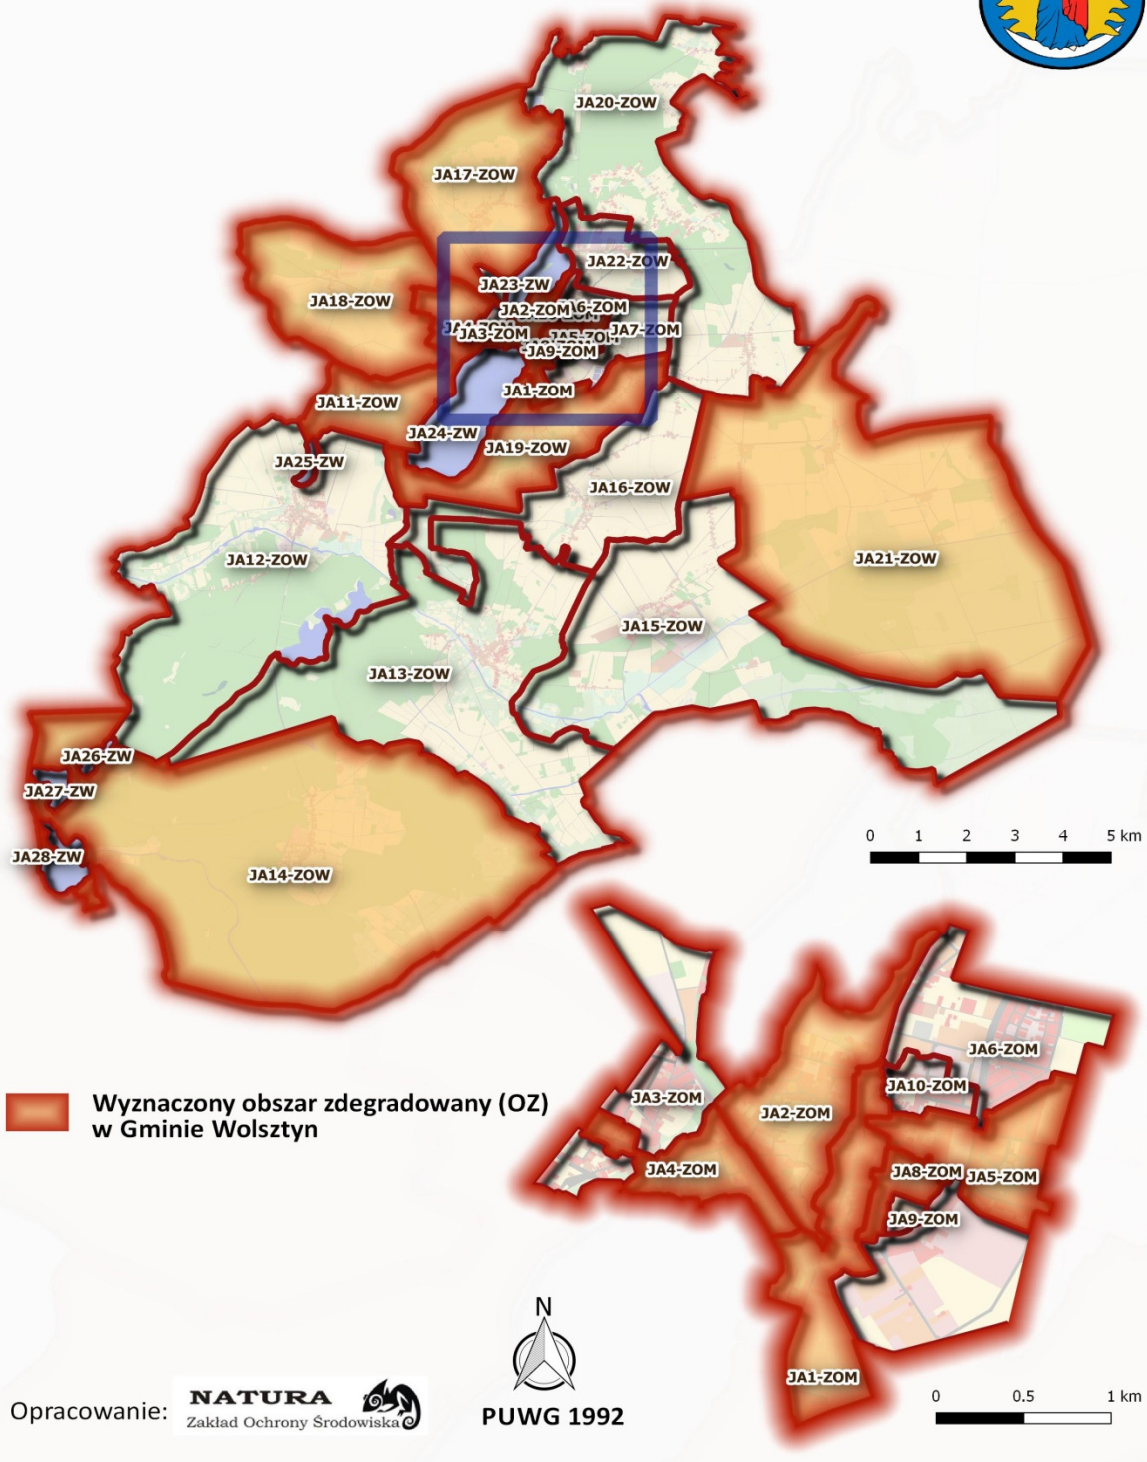 JA20-ZOW
JA17-ZOW
JA22-ZOW
JA23-ZW
JA18-ZOW
JA2-ZOM
JA6-ZOM
JA7-ZOM
JA3-ZOM
JA5-ZOM
JA9-ZOM
JA1-ZOM
JA11-ZOW
JA24-ZW
JA19-ZOW
JA25-ZW
JA16-ZOW
JA12-ZOW
JA21-ZOW
JA15-ZOW
JA13-ZOW
JA26-ZW
JA27-ZW
JA28-ZW
JA14-ZOW
0 1 2 3 4 5 km
JA6-ZOM
JA10-ZOM
JA3-ZOM
JA2-ZOM
JA4-ZOM
JA8-ZOM
JA5-ZOM
JA9-ZOM
JA1-ZOM
Wyznaczony obszar zdegradowany (OZ)
w Gminie Wolsztyn
N
PUWG 1992
Opracowanie:
NATURA
Zakład Ochrony Środowiska
0 0.5 1 km